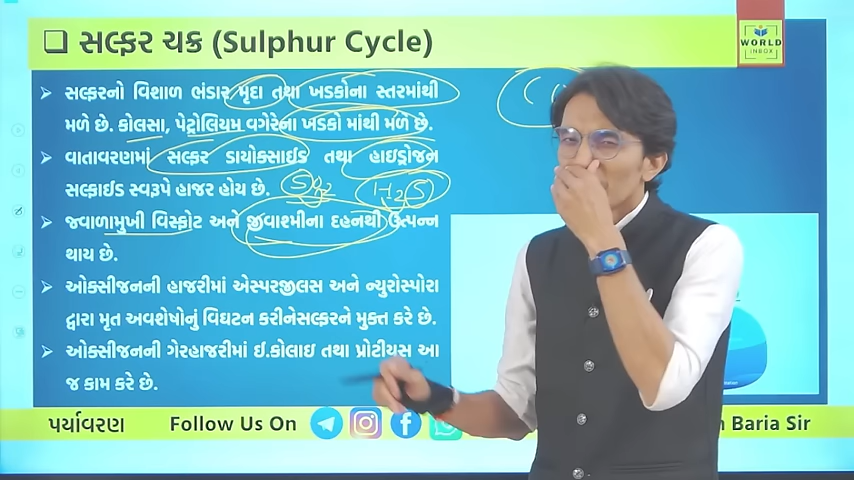 ❑ સલ્ફર ચક્ર (Sulphur Cycle)
WORLD
INBOX
➤ સલ્ફરનો વિશાળ ભંડાર મૃદા તથા ખડકોના સ્તરમાંથી
મળે છે. કોલસા, પેટ્રોલિયમ વગેરેના ખડકો માંથી મળે છે.
➤ વાતાવરણમાં સલ્ફર ડાયોક્સાઈડ તથા હાઇડ્રોજન
સલ્ફાઈડ સ્વરૂપે હાજર હોય છે. SO2 H2S
➤ જ્વાળામુખી વિસ્ફોટ અને જીવાશ્મીના દહનથી ઉત્પન્ન
થાય છે.
➤ ઓક્સીજનની હાજરીમાં એસ્પરજીલસ અને ન્યુરોસ્પોરા
દ્વારા મૃત અવશેષોનું વિઘટન કરીનેસલ્ફરને મુક્ત કરે છે.
➤ ઓક્સીજનની ગેરહાજરીમાં ઈ.કોલાઇ તથા પ્રોટીયસ આ
જ કામ કરે છે.
પર્યાવરણ Follow Us On Baria Sir